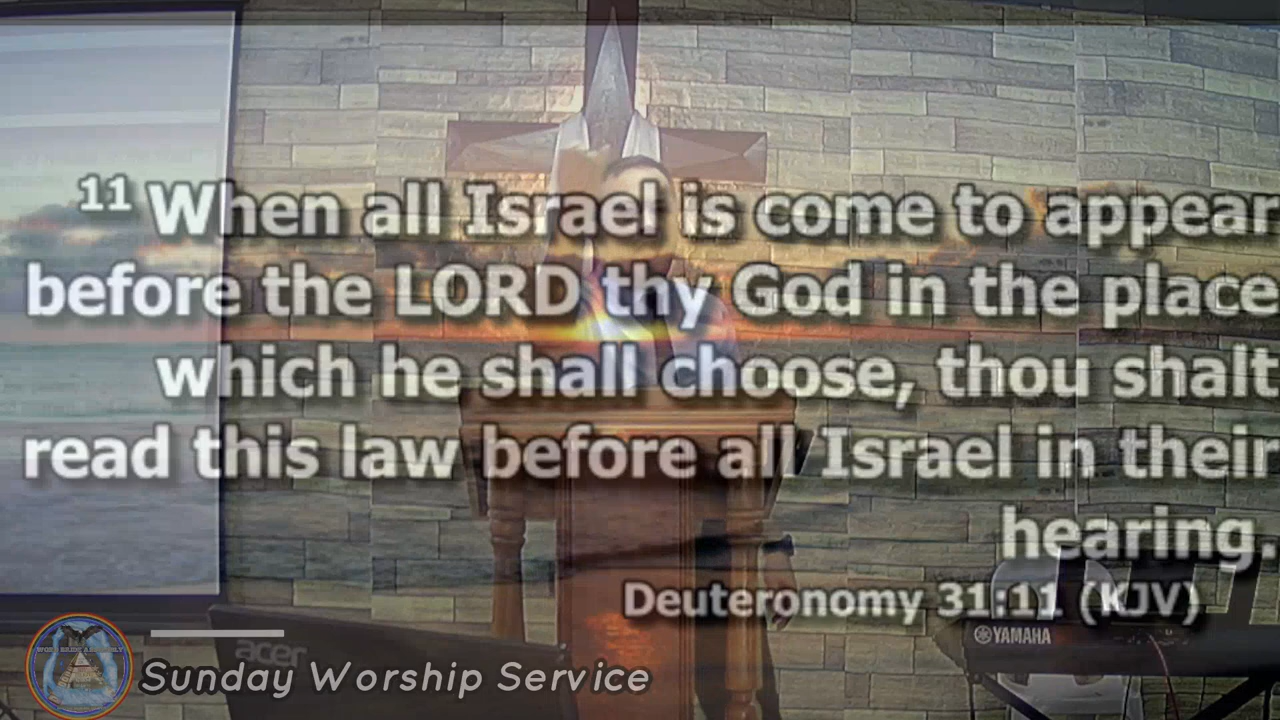 11 When all Israel is come to appear
before the LORD thy God in the place
which he shall choose, thou shalt
read this law before all Israel in their
hearing.
Deuteronomy 31:11 (KJV)
YAMAHA
acer
Sunday Worship Service